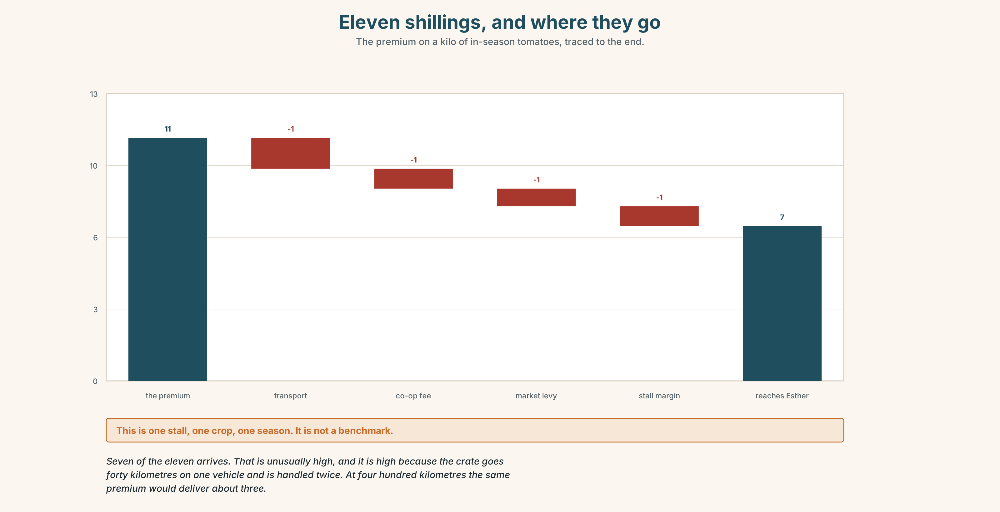 Eleven shillings, and where they go
The premium on a kilo of in-season tomatoes, traced to the end.
13
10
6
3
0
11
-1
-1
-1
-1
7
the premium
transport
co-op fee
market levy
stall margin
reaches Esther
This is one stall, one crop, one season. It is not a benchmark.
Seven of the eleven arrives. That is unusually high, and it is high because the crate goes
forty kilometres on one vehicle and is handled twice. At four hundred kilometres the same
premium would deliver about three.